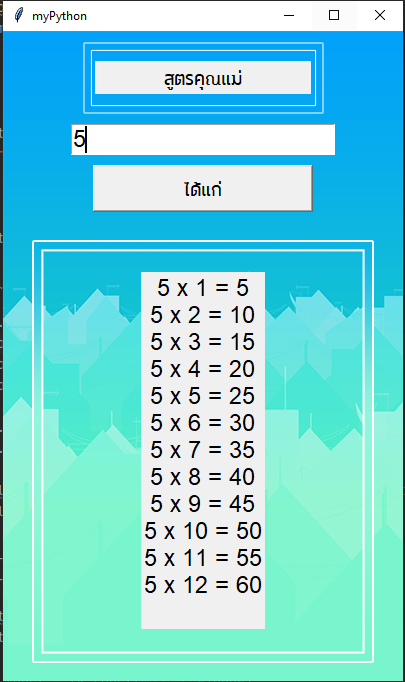 myPython
สูตรคุณแม่
5
ได้แก่
5 x 1 = 5
5 x 2 = 10
5 x 3 = 15
5 x 4 = 20
5 x 5 = 25
5 x 6 = 30
5 x 7 = 35
5 x 8 = 40
5 x 9 = 45
5 x 10 = 50
5 x 11 = 55
5 x 12 = 60